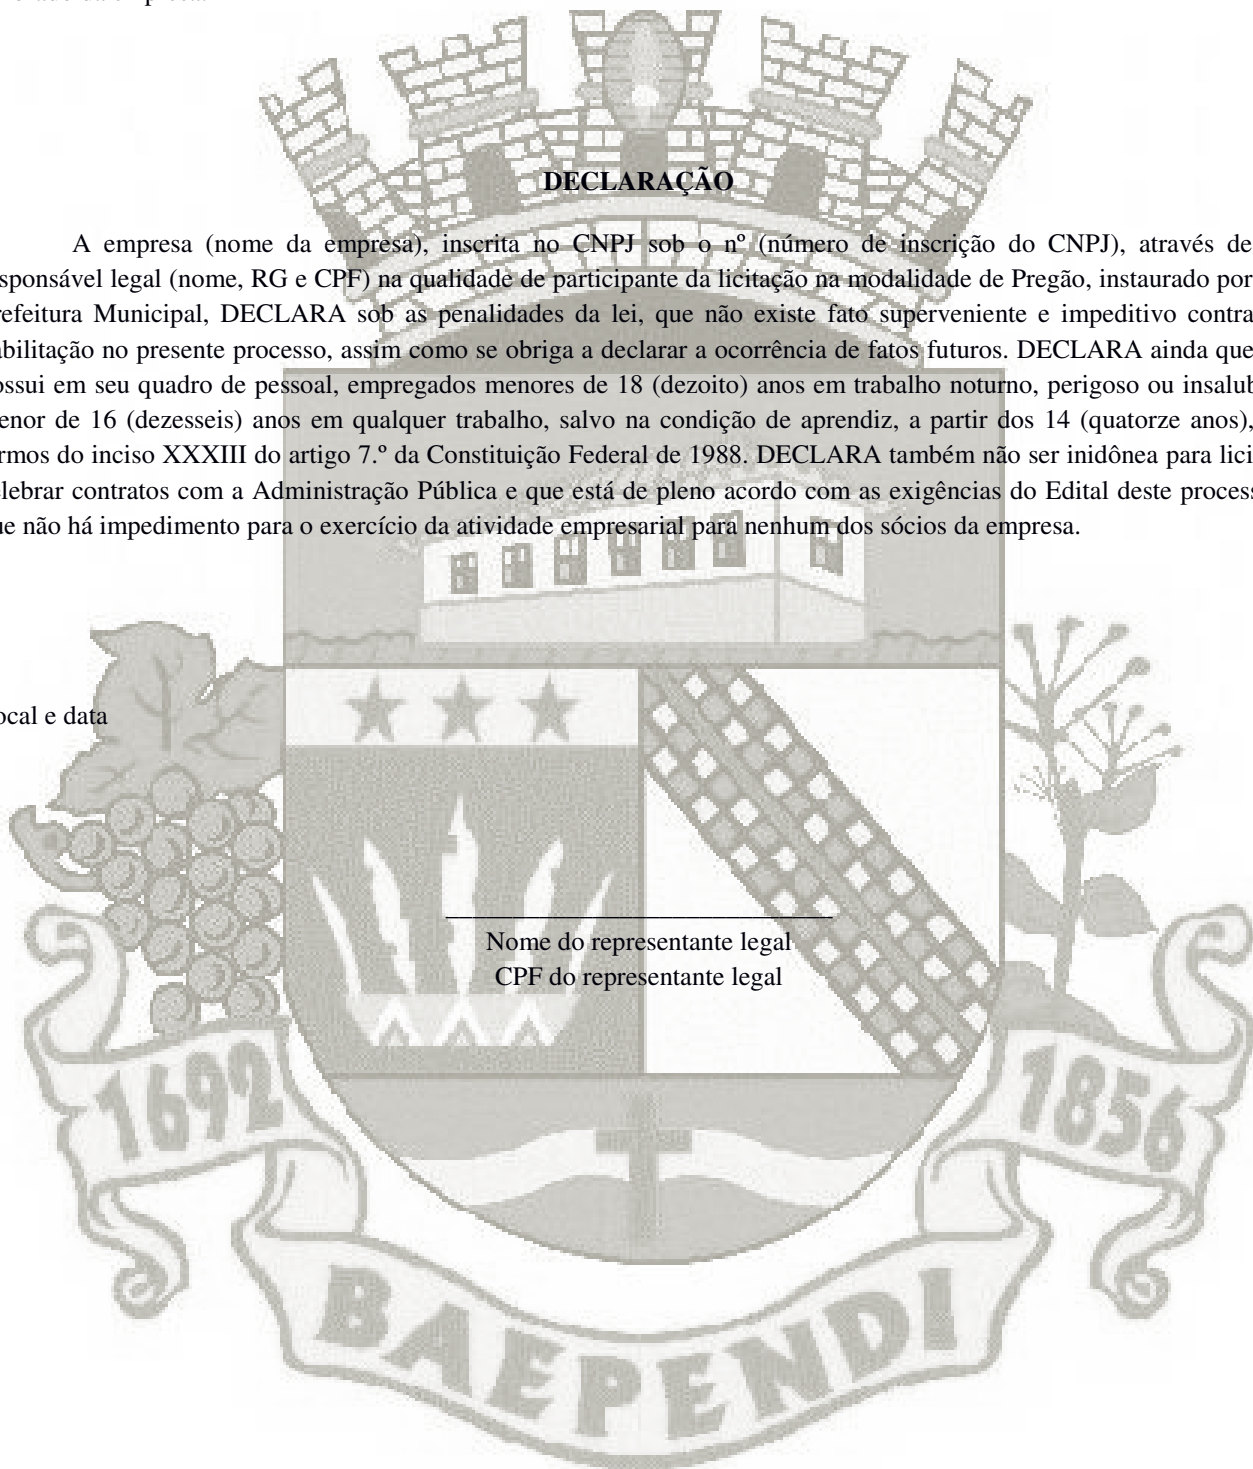 DECLARAÇÃO
A empresa (nome da empresa), inscrita no CNPJ sob o nº (número de inscrição do CNPJ), através de
sponsável legal (nome, RG e CPF) na qualidade de participante da licitação na modalidade de Pregão, instaurado por
refeitura Municipal, DECLARA sob as penalidades da lei, que não existe fato superveniente e impeditivo contra
abilitação no presente processo, assim como se obriga a declarar a ocorrência de fatos futuros. DECLARA ainda que
ossui em seu quadro de pessoal, empregados menores de 18 (dezoito) anos em trabalho noturno, perigoso ou insalub
enor de 16 (dezesseis) anos em qualquer trabalho, salvo na condição de aprendiz, a partir dos 14 (quatorze anos),
rmos do inciso XXXIII do artigo 7.º da Constituição Federal de 1988. DECLARA também não ser inidônea para lici
elebrar contratos com a Administração Pública e que está de pleno acordo com as exigências do Edital deste process
ue não há impedimento para o exercício da atividade empresarial para nenhum dos sócios da empresa.
ocal e data
Nome do representante legal
CPF do representante legal
1692
1856
BAEPENDI